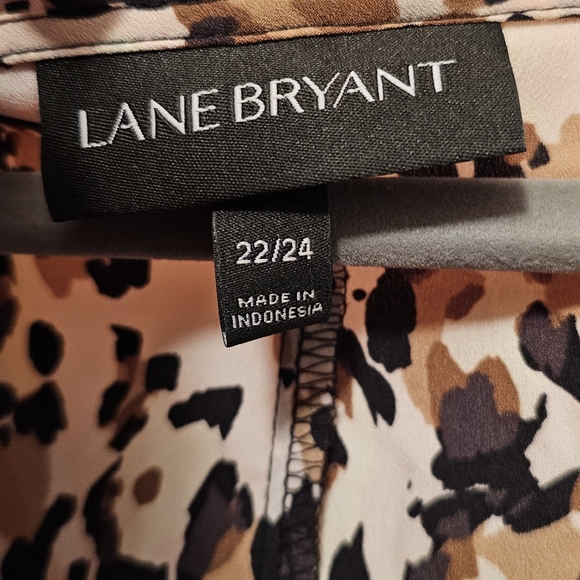 LANE BRYANT
22/24
MADE IN
INDONESIA